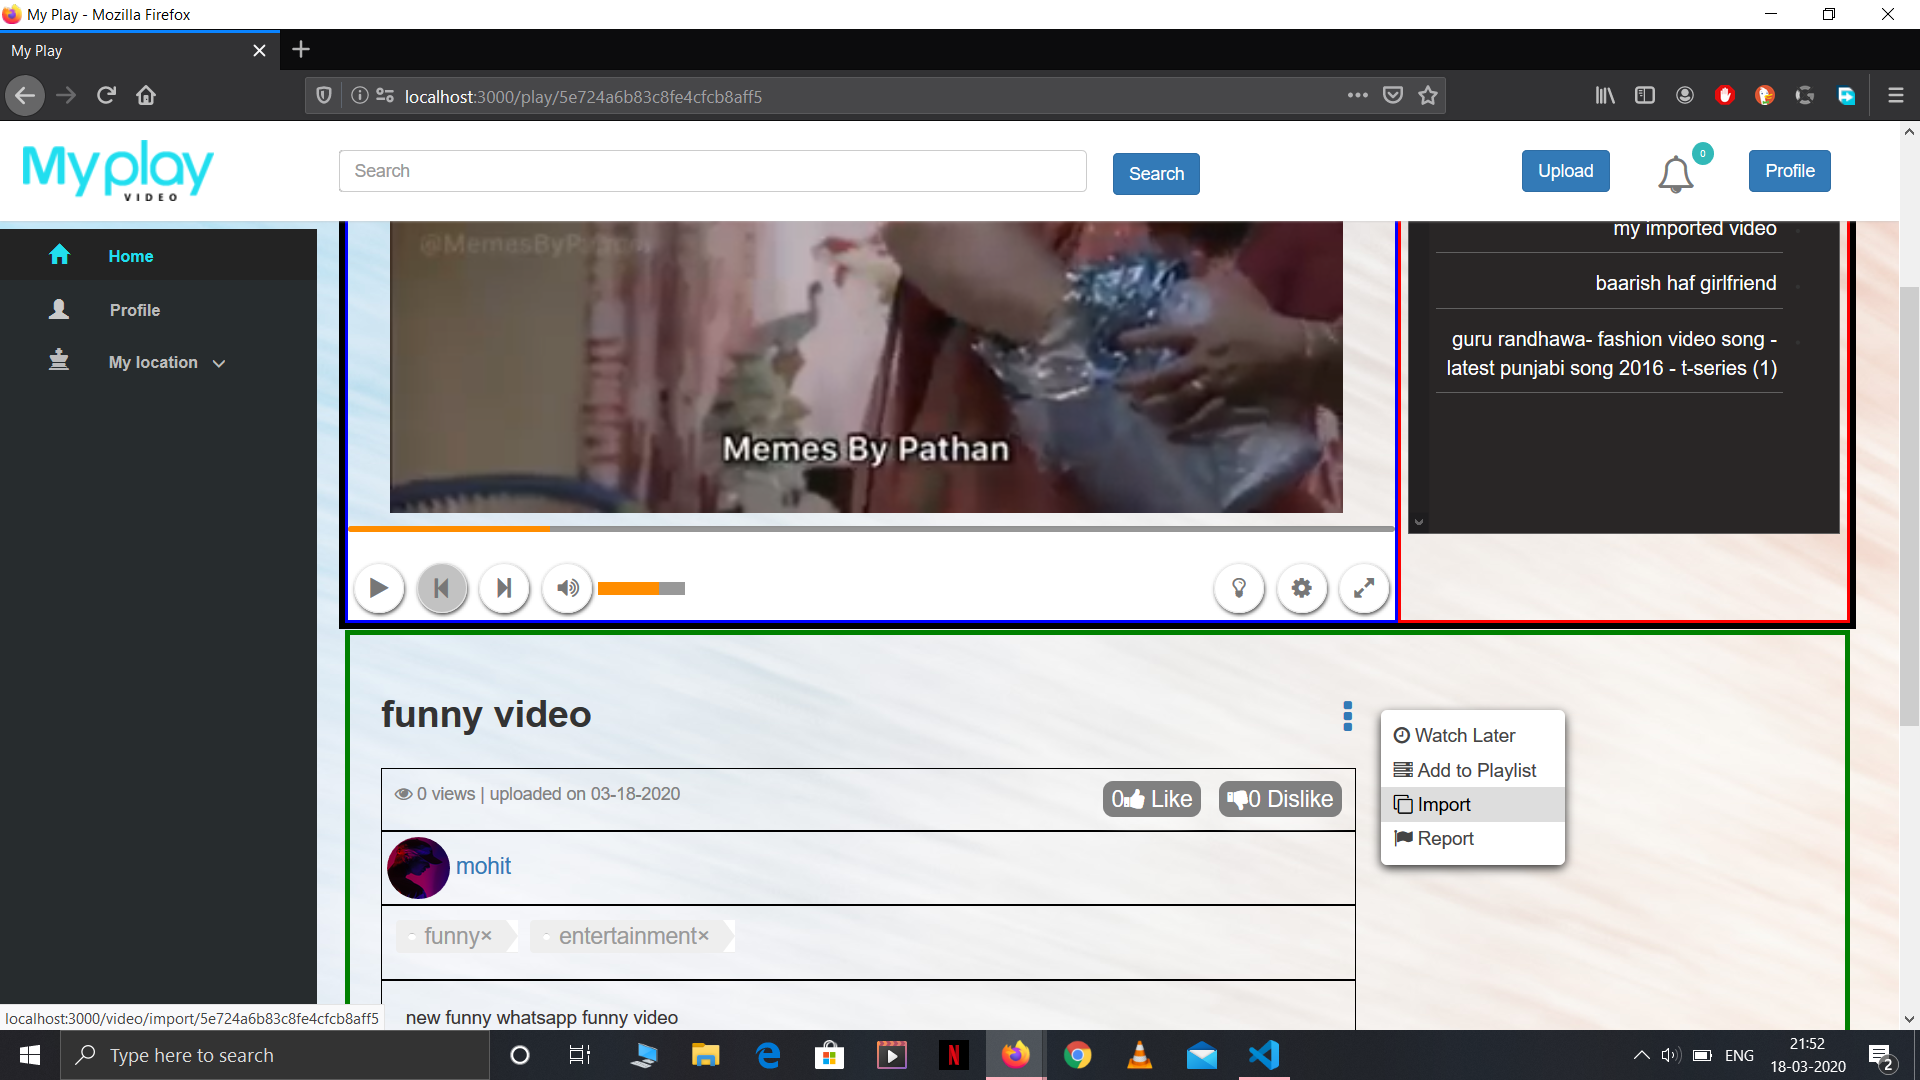 My Play - Mozilla Firefox
My Play
localhost:3000/play/5e724a6b83c8fe4cfcb8aff5
Myplay
VIDEO
Search
Search
Upload
0
Profile
Home
Profile
My location
@MemesByPathan
Memes By Pathan
my imported video
baarish haf girlfriend
guru randhawa- fashion video song -
latest punjabi song 2016 - t-series (1)
funny video
Watch Later
Add to Playlist
Import
Report
0 views | uploaded on 03-18-2020
0 Like
0 Dislike
mohit
funny×
entertainment×
new funny whatsapp funny video
localhost:3000/video/import/5e724a6b83c8fe4cfcb8aff5
Type here to search
N
ENG
21:52
18-03-2020
2